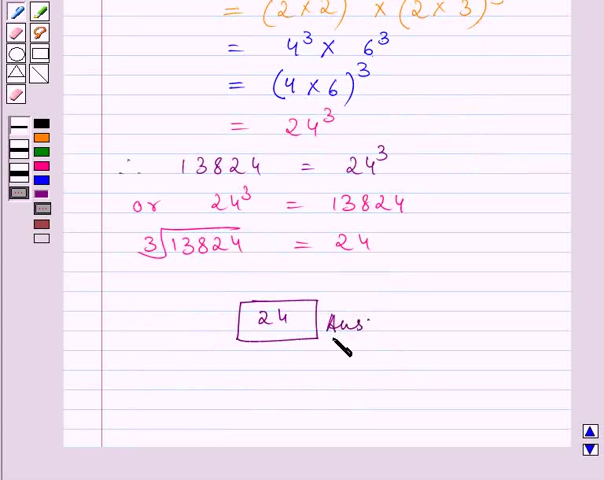 = (2 × 2) × (2 × 3)³
= 4³ × 6³
= (4 × 6)³
= 24³
∴ 13824 = 24³
or 24³ = 13824
3√13824 = 24
24 Ans.